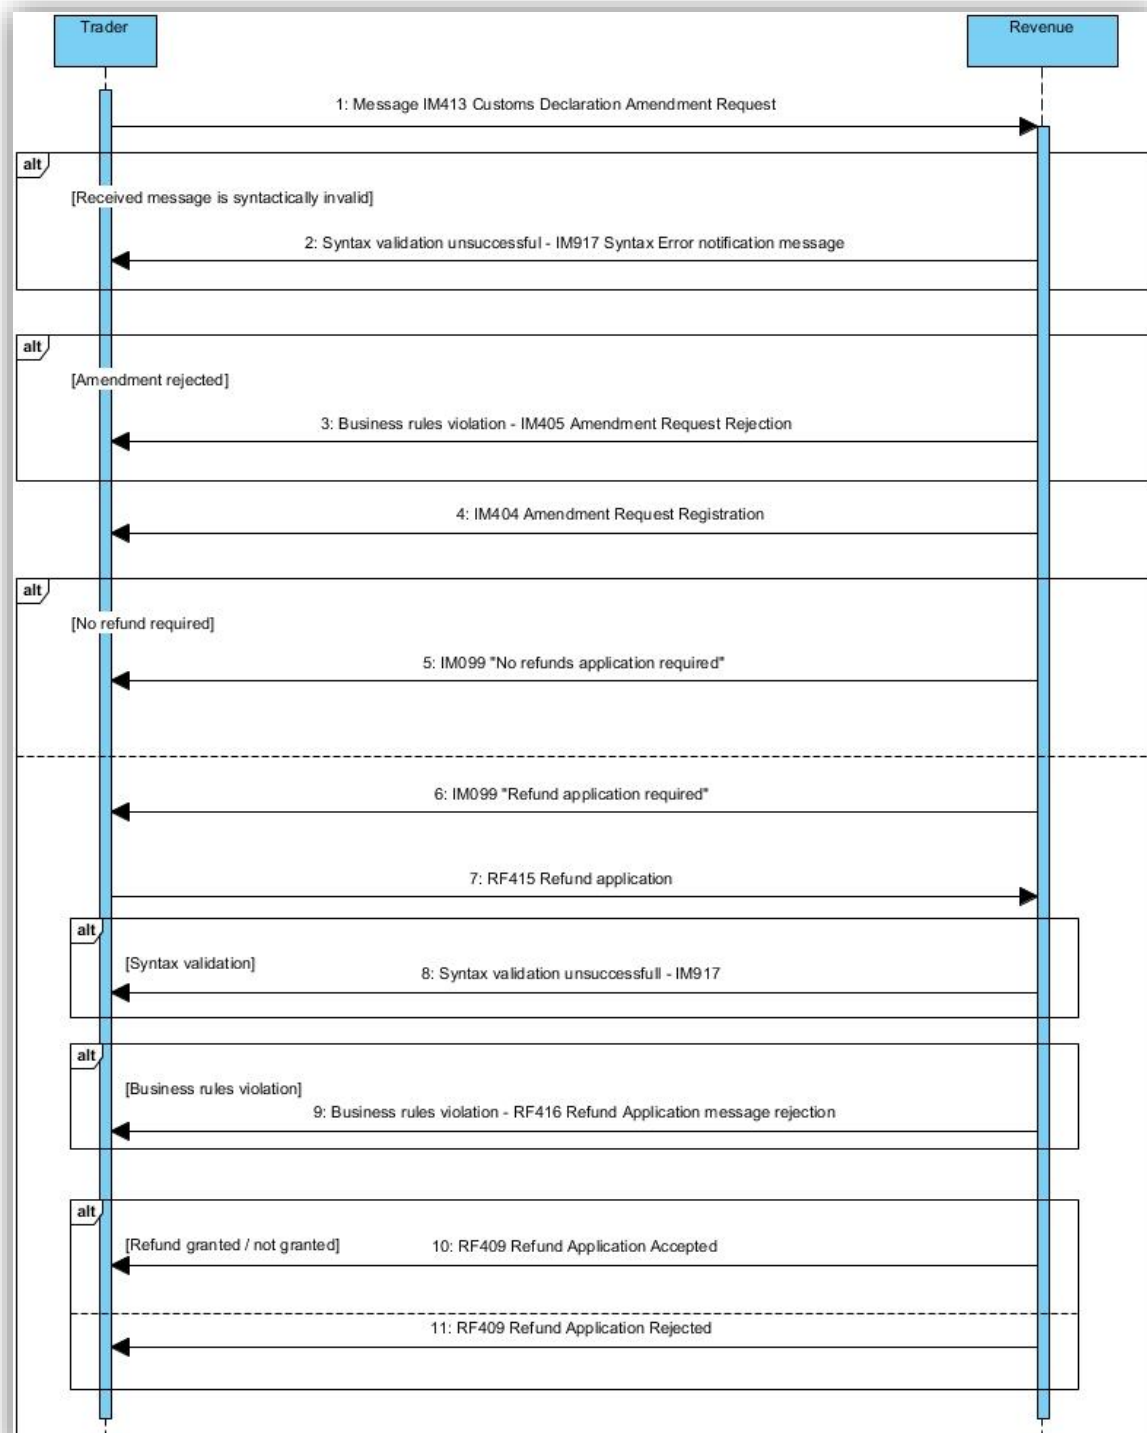 Trader
Revenue
1: Message IM413 Customs Declaration Amendment Request
alt
[Received message is syntactically invalid]
2: Syntax validation unsuccessful - IM917 Syntax Error notification message
alt
[Amendment rejected]
3: Business rules violation - IM405 Amendment Request Rejection
4: IM404 Amendment Request Registration
alt
[No refund required]
5: IM099 "No refunds application required"
6: IM099 "Refund application required"
7: RF415 Refund application
alt
[Syntax validation]
8: Syntax validation unsuccessfull - IM917
alt
[Business rules violation]
9: Business rules violation - RF416 Refund Application message rejection
alt
[Refund granted / not granted]
10: RF409 Refund Application Accepted
11: RF409 Refund Application Rejected